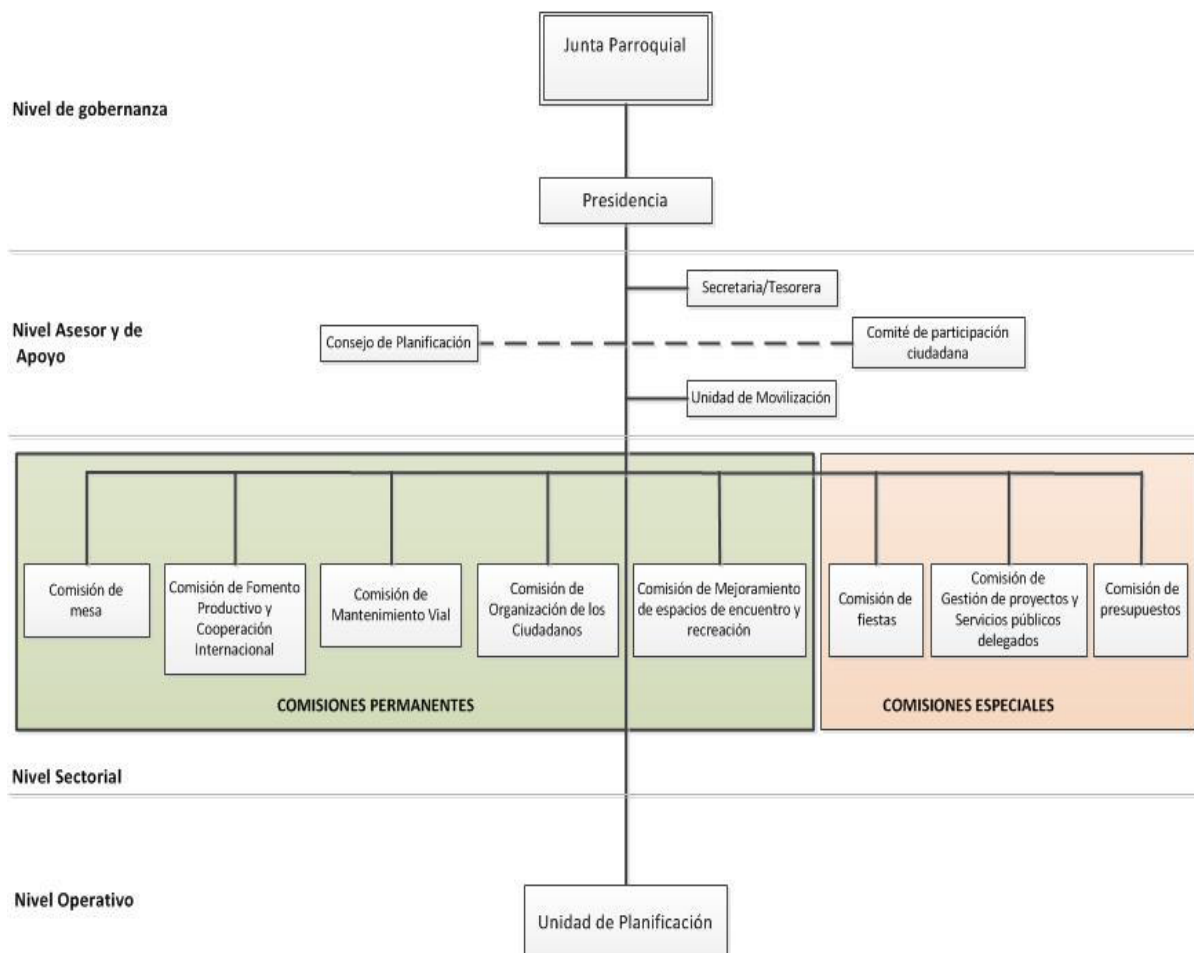 Junta Parroquial
Nivel de gobernanza
Presidencia
Secretaria/Tesorera
Nivel Asesor y de
Apoyo
Consejo de Planificación
Comité de participación
ciudadana
Unidad de Movilización
Comisión de
mesa
Comisión de Fomento
Productivo y
Cooperación
Internacional
Comisión de
Mantenimiento Vial
Comisión de
Organización de los
Ciudadanos
Comisión de Mejoramiento
de espacios de encuentro y
recreación
Comisión de
fiestas
Comisión de
Gestión de proyectos y
Servicios públicos
delegados
Comisión de
presupuestos
COMISIONES PERMANENTES
COMISIONES ESPECIALES
Nivel Sectorial
Nivel Operativo
Unidad de Planificación